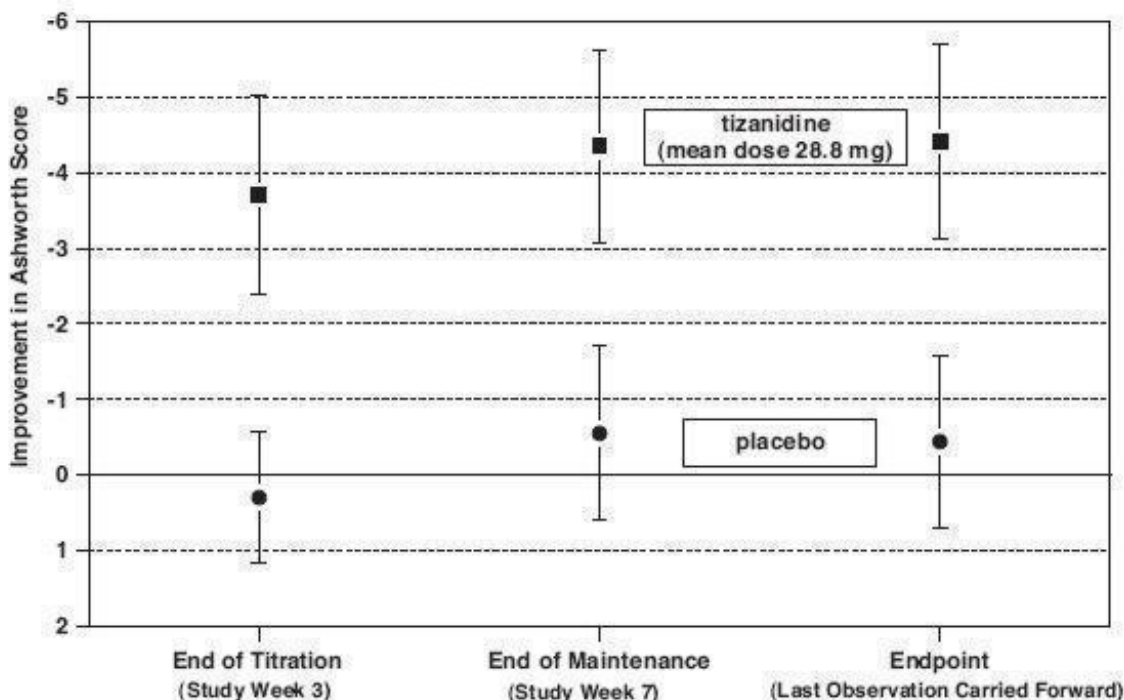 Improvement in Ashworth Score
-6
-5
-4
-3
-2
-1
0
1
2
tizanidine
(mean dose 28.8 mg)
placebo
End of Titration
(Study Week 3)
End of Maintenance
(Study Week 7)
Endpoint
(Last Observation Carried Forward)